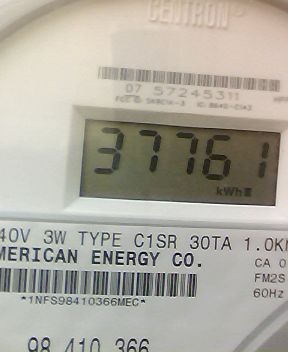 CENTRON
07 57245311
37761
kWh
40V 3W TYPE C1SR 30TA 1.0K
MERICAN ENERGY CO.
CA 0
FM2S
60Hz
*1NFS98410366MEC*
98 410 366